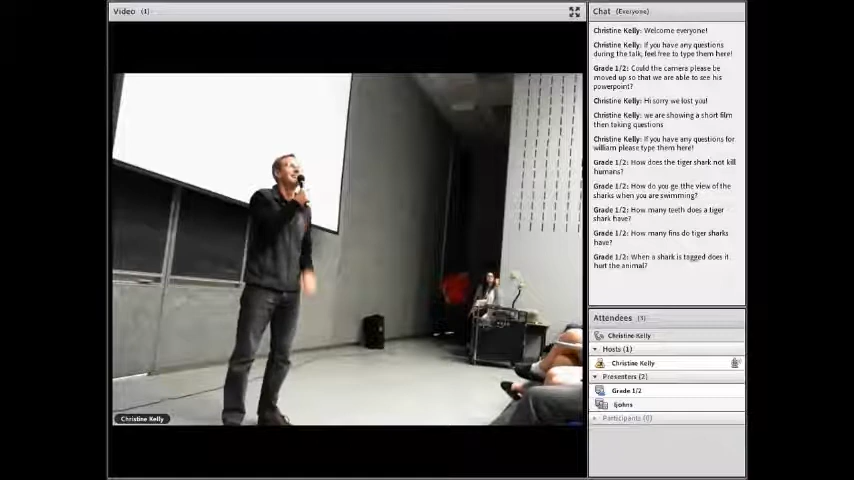 Video (1)
Christine Kelly
Chat (Everyone)
Christine Kelly: Welcome everyone!
Christine Kelly: If you have any questions
during the talk, feel free to type them here!
Grade 1/2: Could the camera please be
moved up so that we are able to see his
powerpoint?
Christine Kelly: Hi sorry we lost you!
Christine Kelly: we are showing a short film
then taking questions
Christine Kelly: If you have any questions for
william please type them here!
Grade 1/2: How does the tiger shark not kill
humans?
Grade 1/2: How do you ge tthe view of the
sharks when you are swimming?
Grade 1/2: How many teeth does a tiger
shark have?
Grade 1/2: How many fins do tiger sharks
have?
Grade 1/2: When a shark is tagged does it
hurt the animal?
Attendees (3)
Christine Kelly
Hosts (1)
Christine Kelly
Presenters (2)
Grade 1/2
ljohns
Participants (0)